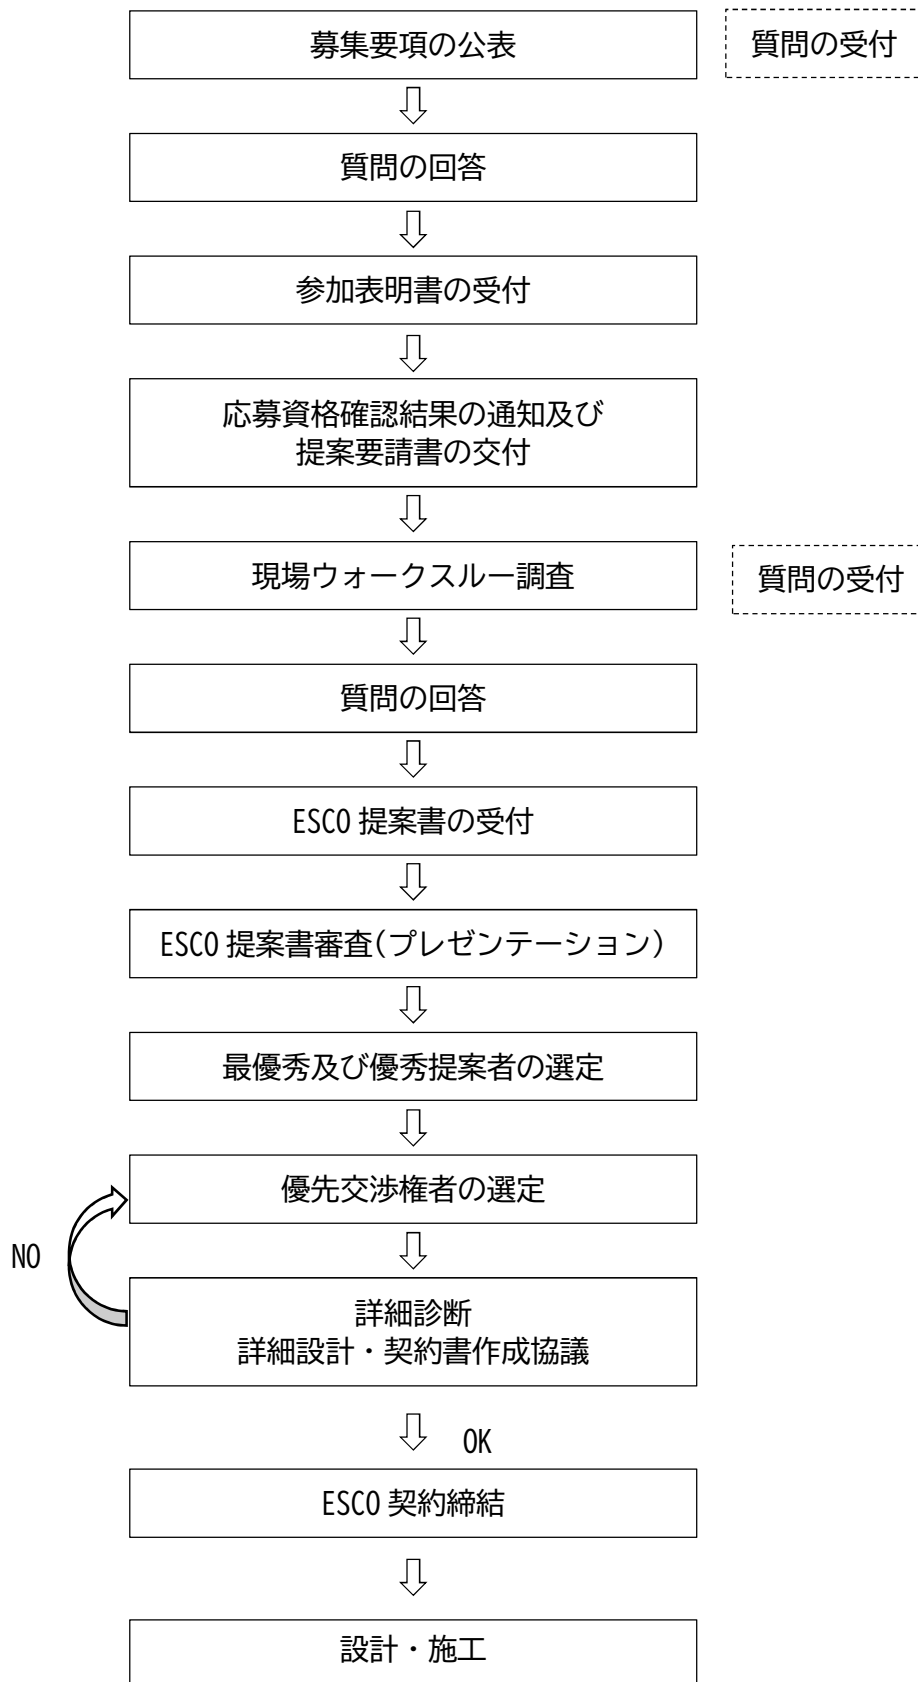 募集要項の公表
質問の受付
質問の回答
参加表明書の受付
応募資格確認結果の通知及び
提案要請書の交付
現場ウォークスルー調査
質問の受付
質問の回答
ESCO 提案書の受付
ESCO 提案書審査(プレゼンテーション)
最優秀及び優秀提案者の選定
優先交渉権者の選定
NO
詳細診断
詳細設計・契約書作成協議
OK
ESCO 契約締結
設計・施工